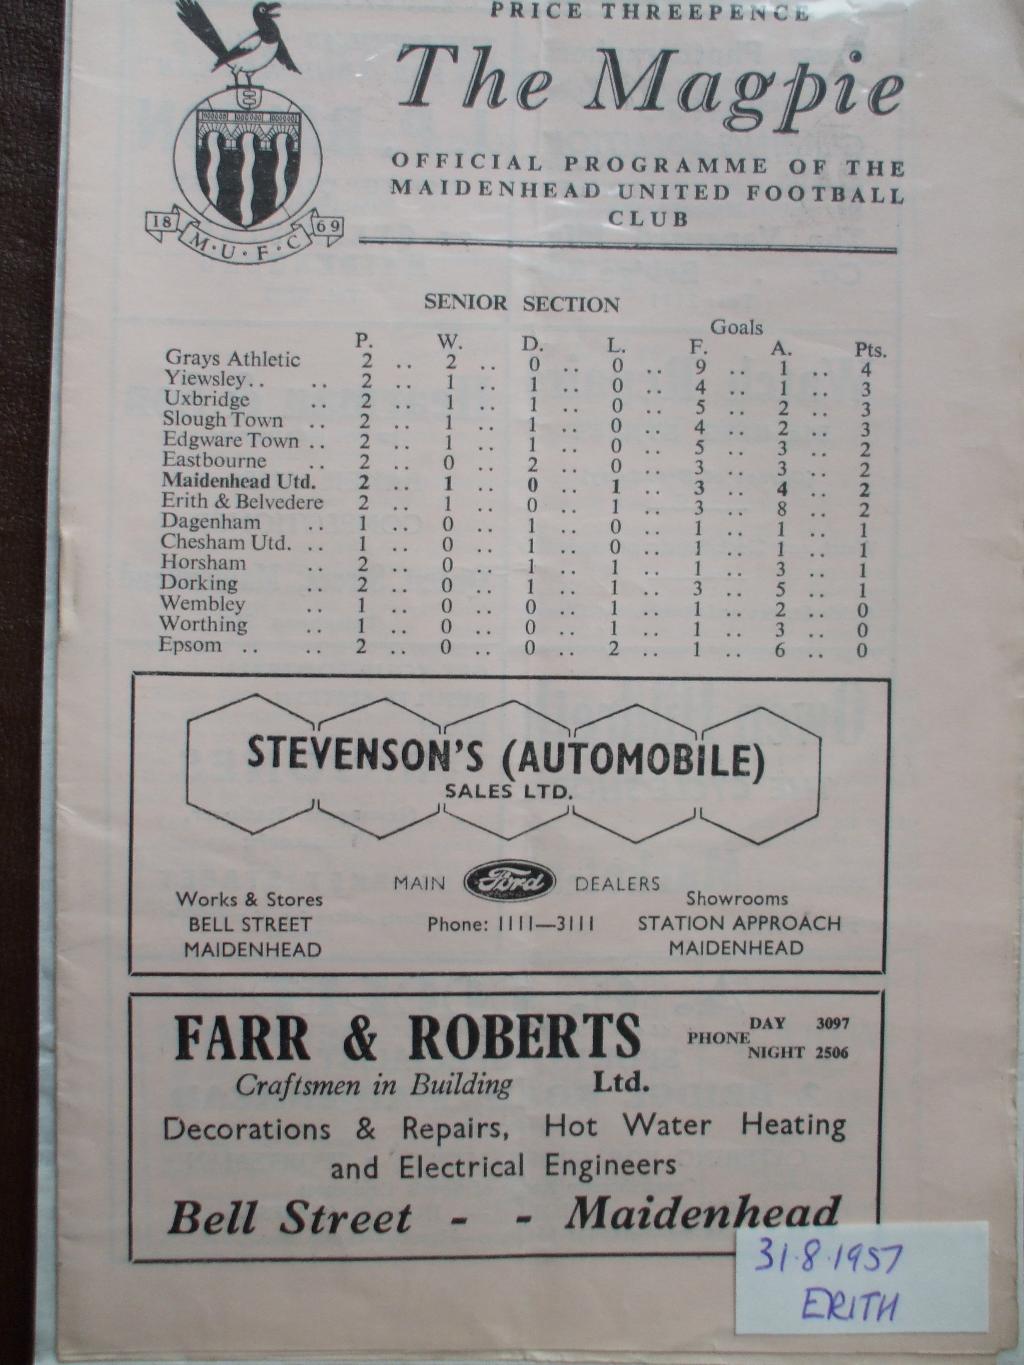 PRICE THREEPENCE
The Magpie
OFFICIAL PROGRAMME OF THE
MAIDENHEAD UNITED FOOTBALL
CLUB
18 M·U·F·C 69
SENIOR SECTION
Goals
P. W. D. L. F. A. Pts.
Grays Athletic 2 .. 2 .. 0 .. 0 .. 9 .. 1 .. 4
Yiewsley.. .. 2 .. 1 .. 1 .. 0 .. 4 .. 1 .. 3
Uxbridge .. 2 .. 1 .. 1 .. 0 .. 5 .. 2 .. 3
Slough Town .. 2 .. 1 .. 1 .. 0 .. 4 .. 2 .. 3
Edgware Town .. 2 .. 1 .. 1 .. 0 .. 5 .. 3 .. 2
Eastbourne .. 2 .. 0 .. 2 .. 0 .. 3 .. 3 .. 2
Maidenhead Utd. 2 .. 1 .. 0 .. 1 .. 3 .. 4 .. 2
Erith & Belvedere 2 .. 1 .. 0 .. 1 .. 3 .. 8 .. 2
Dagenham .. 1 .. 0 .. 1 .. 0 .. 1 .. 1 .. 1
Chesham Utd. .. 1 .. 0 .. 1 .. 0 .. 1 .. 1 .. 1
Horsham .. 2 .. 0 .. 1 .. 1 .. 1 .. 3 .. 1
Dorking .. 2 .. 0 .. 1 .. 1 .. 3 .. 5 .. 1
Wembley .. 1 .. 0 .. 0 .. 1 .. 1 .. 2 .. 0
Worthing .. 1 .. 0 .. 0 .. 1 .. 0 .. 3 .. 0
Epsom .. .. 2 .. 0 .. 0 .. 2 .. 1 .. 6 .. 0
STEVENSON'S (AUTOMOBILE)
SALES LTD.
MAIN Ford DEALERS
Works & Stores
BELL STREET
MAIDENHEAD
Phone: 1111—3111
Showrooms
STATION APPROACH
MAIDENHEAD
FARR & ROBERTS Ltd.
PHONE DAY 3097
NIGHT 2506
Craftsmen in Building
Decorations & Repairs, Hot Water Heating
and Electrical Engineers
Bell Street - - Maidenhead
31·8·1957
ERITH